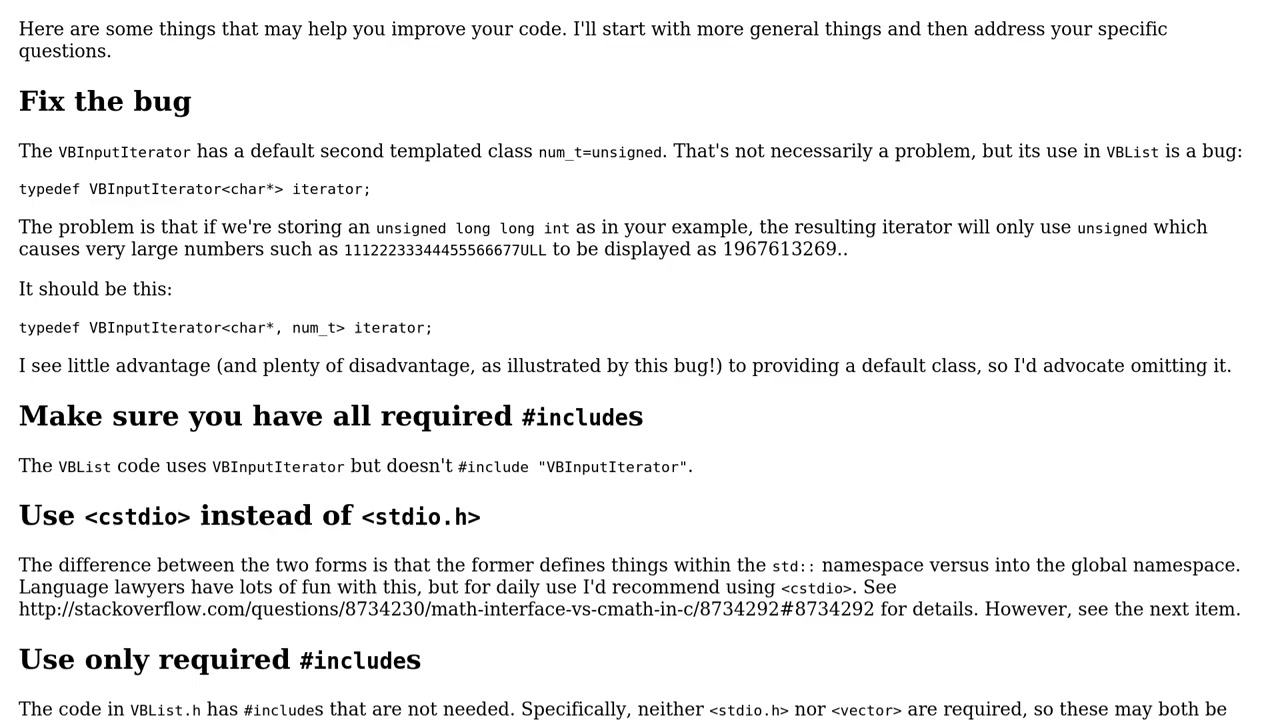 Here are some things that may help you improve your code. I'll start with more general things and then address your specific
questions.
Fix the bug
The VBInputIterator has a default second templated class num_t=unsigned. That's not necessarily a problem, but its use in VBList is a bug:
typedef VBInputIterator<char*> iterator;
The problem is that if we're storing an unsigned long long int as in your example, the resulting iterator will only use unsigned which
causes very large numbers such as 11122233344455566677ULL to be displayed as 1967613269..
It should be this:
typedef VBInputIterator<char*, num_t> iterator;
I see little advantage (and plenty of disadvantage, as illustrated by this bug!) to providing a default class, so I'd advocate omitting it.
Make sure you have all required #includes
The VBList code uses VBInputIterator but doesn't #include "VBInputIterator".
Use <cstdio> instead of <stdio.h>
The difference between the two forms is that the former defines things within the std:: namespace versus into the global namespace.
Language lawyers have lots of fun with this, but for daily use I'd recommend using <cstdio>. See
http://stackoverflow.com/questions/8734230/math-interface-vs-cmath-in-c/8734292#8734292 for details. However, see the next item.
Use only required #includes
The code in VBList.h has #includes that are not needed. Specifically, neither <stdio.h> nor <vector> are required, so these may both be